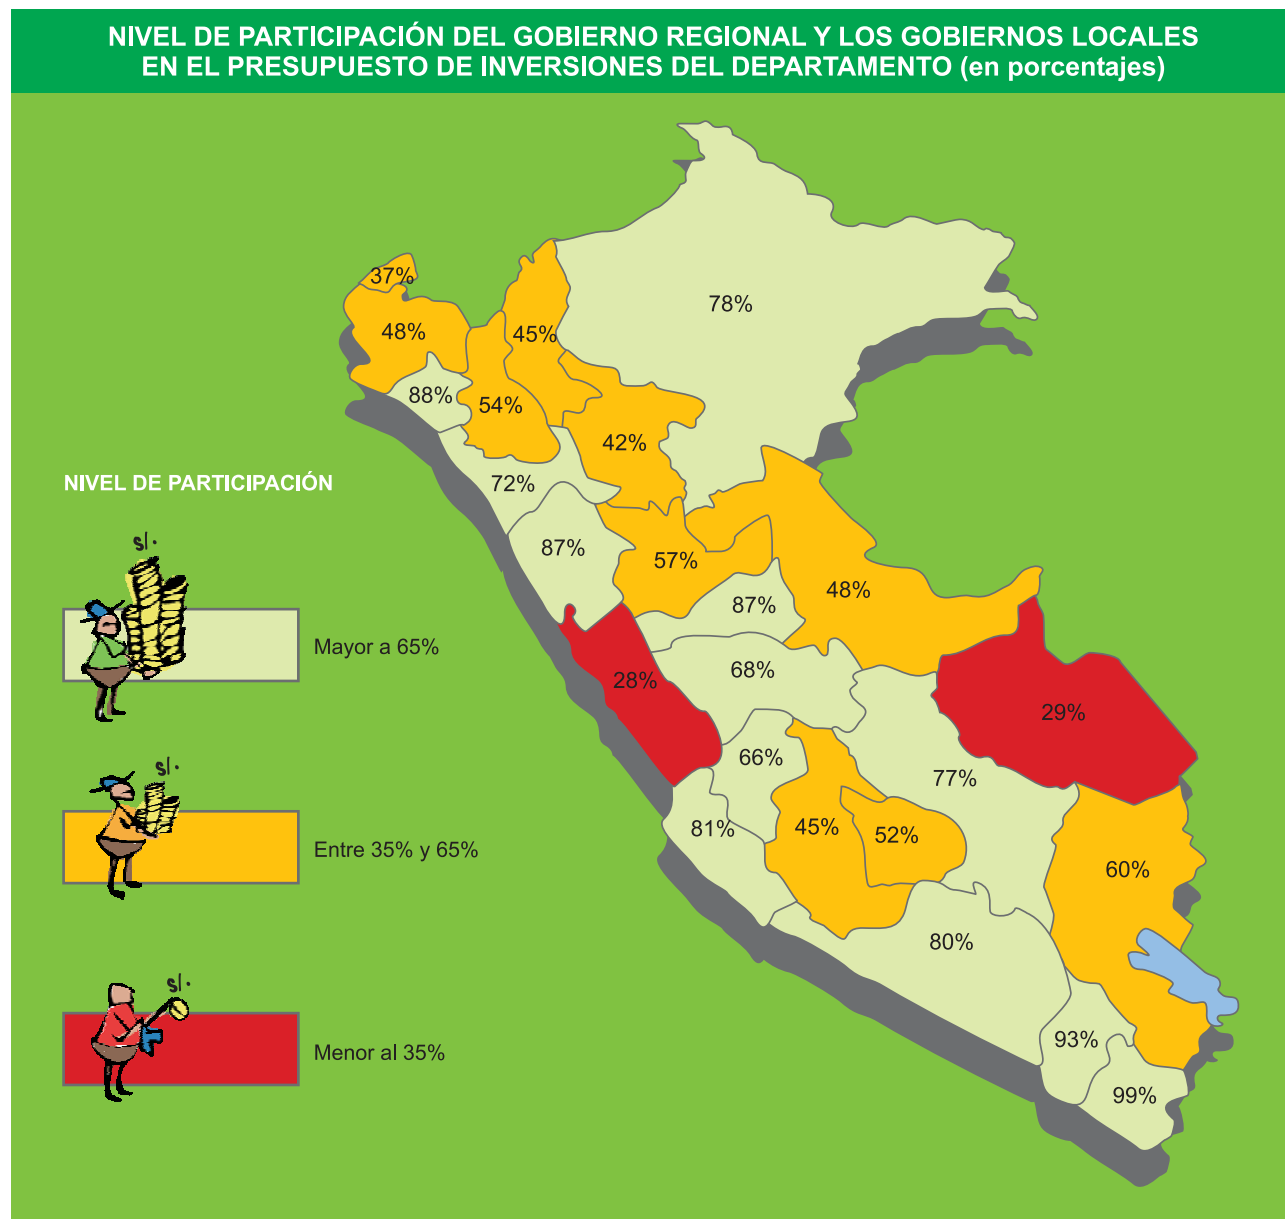 NIVEL DE PARTICIPACIÓN DEL GOBIERNO REGIONAL Y LOS GOBIERNOS LOCALES
EN EL PRESUPUESTO DE INVERSIONES DEL DEPARTAMENTO (en porcentajes)
37%
78%
48%
45%
88%
54%
42%
72%
87%
57%
48%
87%
28%
68%
29%
66%
77%
81%
45%
52%
60%
80%
93%
99%
NIVEL DE PARTICIPACIÓN
s/.
Mayor a 65%
s/.
Entre 35% y 65%
s/.
Menor al 35%